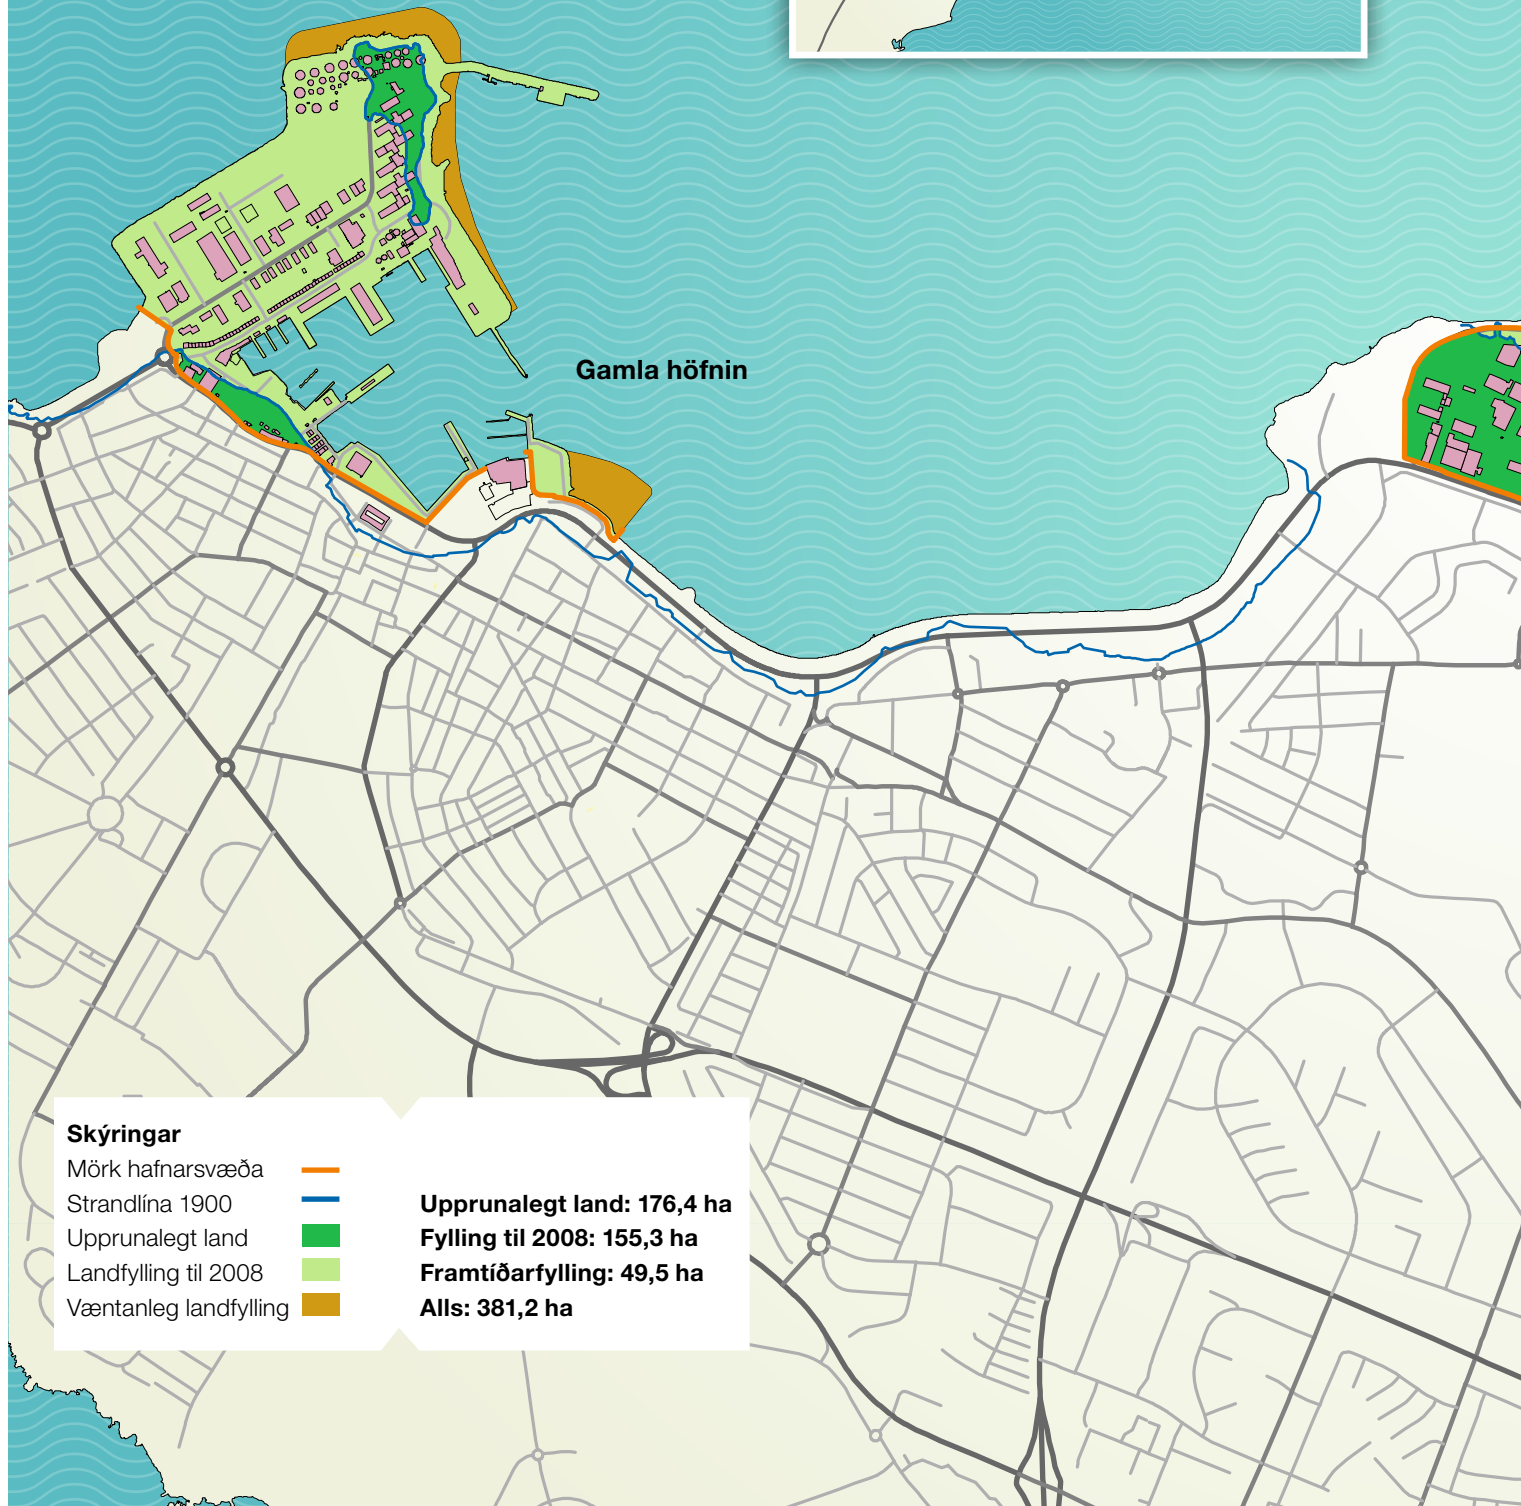 Gamla höfnin
Skýringar
Mörk hafnarsvæða
Strandlína 1900
Upprunalegt land
Landfylling til 2008
Væntanleg landfylling
Upprunalegt land: 176,4 ha
Fylling til 2008: 155,3 ha
Framtíðarfylling: 49,5 ha
Alls: 381,2 ha